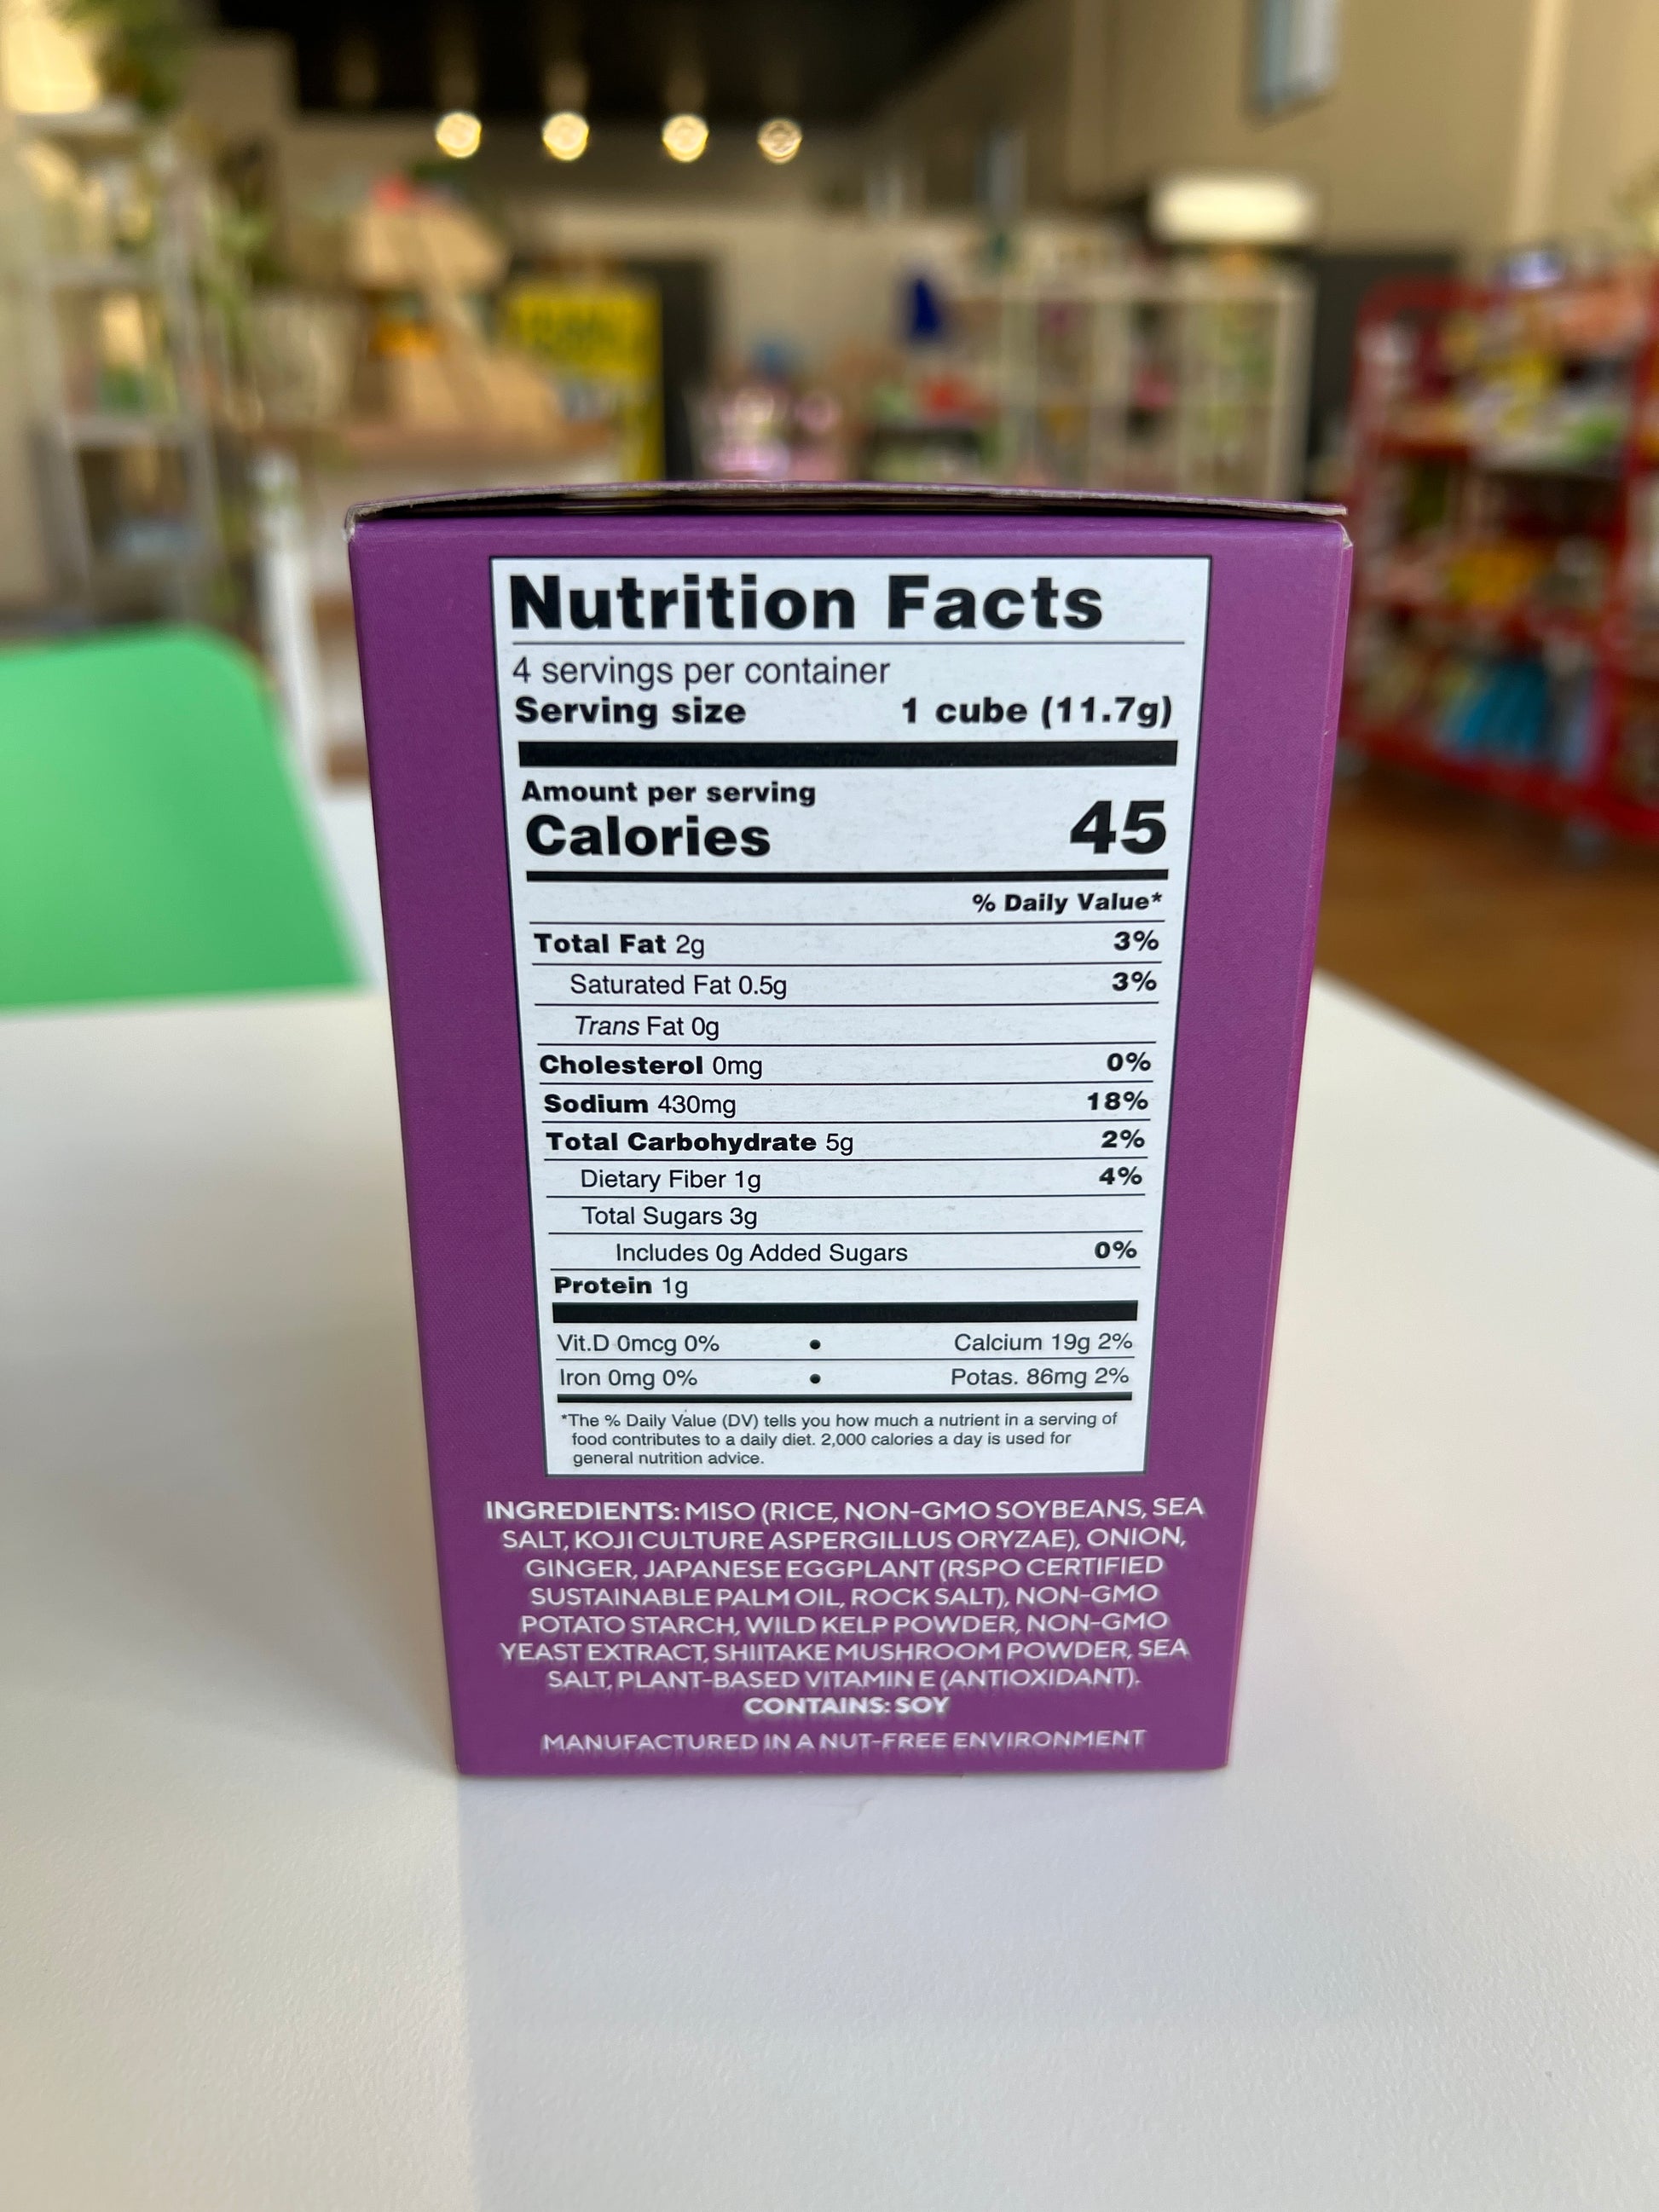 Nutrition Facts
4 servings per container
Serving size 1 cube (11.7g)
Amount per serving
Calories 45
% Daily Value*
Total Fat 2g 3%
Saturated Fat 0.5g 3%
Trans Fat 0g
Cholesterol 0mg 0%
Sodium 430mg 18%
Total Carbohydrate 5g 2%
Dietary Fiber 1g 4%
Total Sugars 3g
Includes 0g Added Sugars 0%
Protein 1g
Vit.D 0mcg 0% • Calcium 19g 2%
Iron 0mg 0% • Potas. 86mg 2%
*The % Daily Value (DV) tells you how much a nutrient in a serving of
food contributes to a daily diet. 2,000 calories a day is used for
general nutrition advice.
INGREDIENTS: MISO (RICE, NON-GMO SOYBEANS, SEA
SALT, KOJI CULTURE ASPERGILLUS ORYZAE), ONION,
GINGER, JAPANESE EGGPLANT (RSPO CERTIFIED
SUSTAINABLE PALM OIL, ROCK SALT), NON-GMO
POTATO STARCH, WILD KELP POWDER, NON-GMO
YEAST EXTRACT, SHIITAKE MUSHROOM POWDER, SEA
SALT, PLANT-BASED VITAMIN E (ANTIOXIDANT).
CONTAINS: SOY
MANUFACTURED IN A NUT-FREE ENVIRONMENT